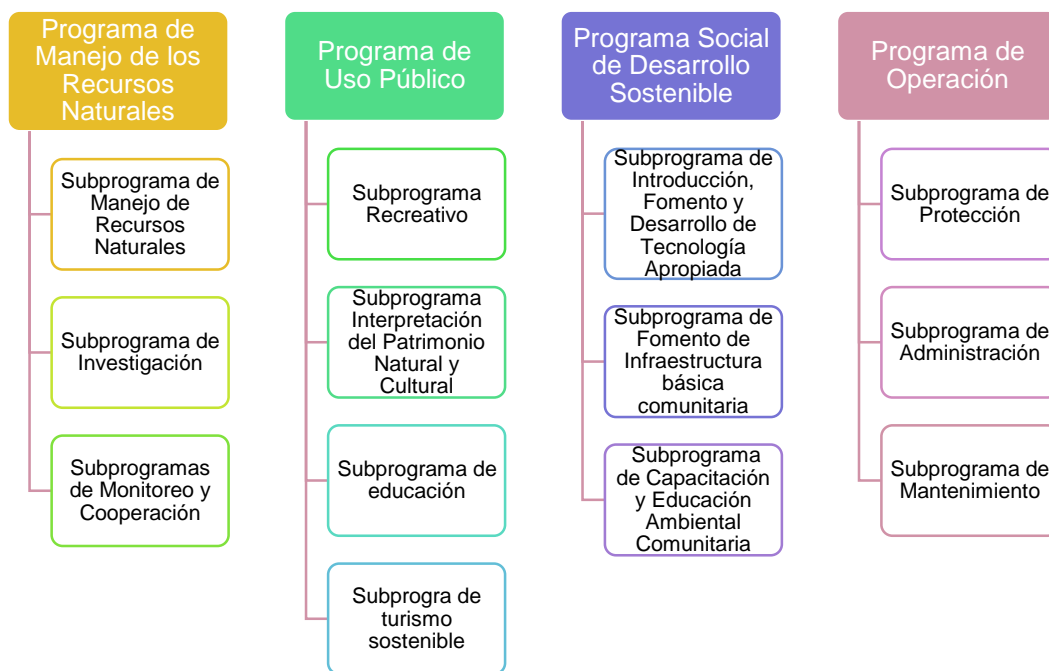 Programa de
Manejo de los
Recursos
Naturales
Subprograma de
Manejo de
Recursos
Naturales
Subprograma de
Investigación
Subprogramas
de Monitoreo y
Cooperación
Programa de
Uso Público
Subprograma
Recreativo
Subprograma
Interpretación
del Patrimonio
Natural y
Cultural
Subprograma de
educación
Subprogra de
turismo
sostenible
Programa Social
de Desarrollo
Sostenible
Subprograma de
Introducción,
Fomento y
Desarrollo de
Tecnología
Apropiada
Subprograma de
Fomento de
Infraestructura
básica
comunitaria
Subprograma
de Capacitación
y Educación
Ambiental
Comunitaria
Programa de
Operación
Subprograma de
Protección
Subprograma de
Administración
Subprograma de
Mantenimiento